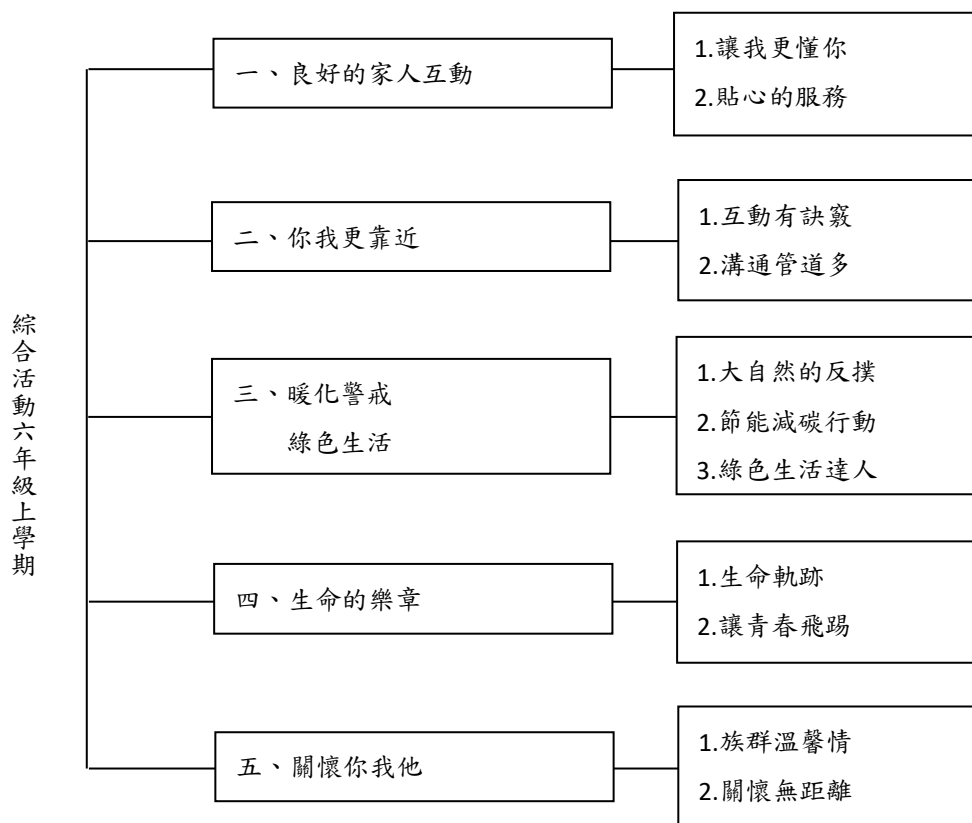 綜合活動六年級上學期
一、良好的家人互動
1.讓我更懂你
2.貼心的服務
二、你我更靠近
1.互動有訣竅
2.溝通管道多
三、暖化警戒
綠色生活
1.大自然的反撲
2.節能減碳行動
3.綠色生活達人
四、生命的樂章
1.生命軌跡
2.讓青春飛踢
五、關懷你我他
1.族群溫馨情
2.關懷無距離